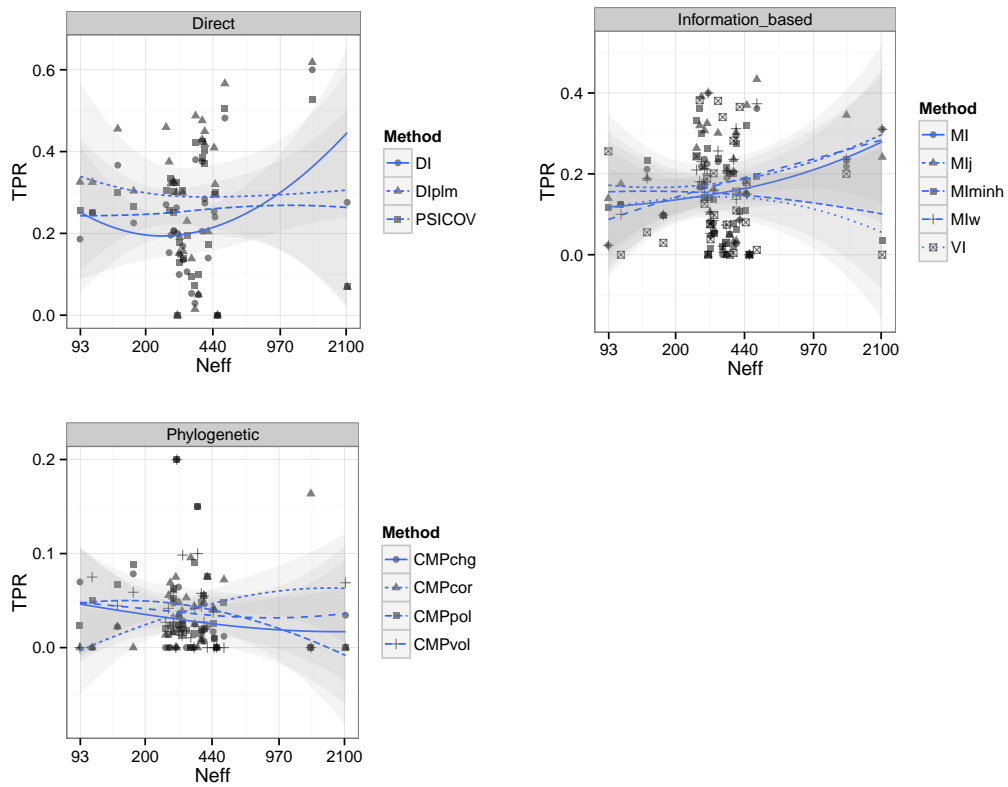 Direct
TPR
0.6
0.4
0.2
0.0
93 200 440 970 2100
Neff
Method
DI
DIplm
PSICOV
Information_based
TPR
0.4
0.2
0.0
93 200 440 970 2100
Neff
Method
MI
MIj
MIminh
MIw
VI
Phylogenetic
TPR
0.2
0.1
0.0
93 200 440 970 2100
Neff
Method
CMPchg
CMPcor
CMPpol
CMPvol